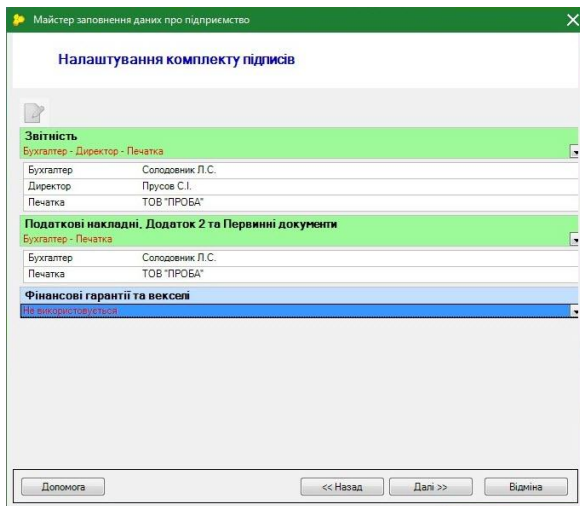 Майстер заповнення даних про підприємство
Налаштування комплекту підписів
Звітність
Бухгалтер - Директор - Печатка
Бухгалтер Солодовник Л.С.
Директор Прусов С.І.
Печатка ТОВ "ПРОБА"
Податкові накладні, Додаток 2 та Первинні документи
Бухгалтер - Печатка
Бухгалтер Солодовник Л.С.
Печатка ТОВ "ПРОБА"
Фінансові гарантії та векселі
Не використовується
Допомога << Назад Далі >> Відміна